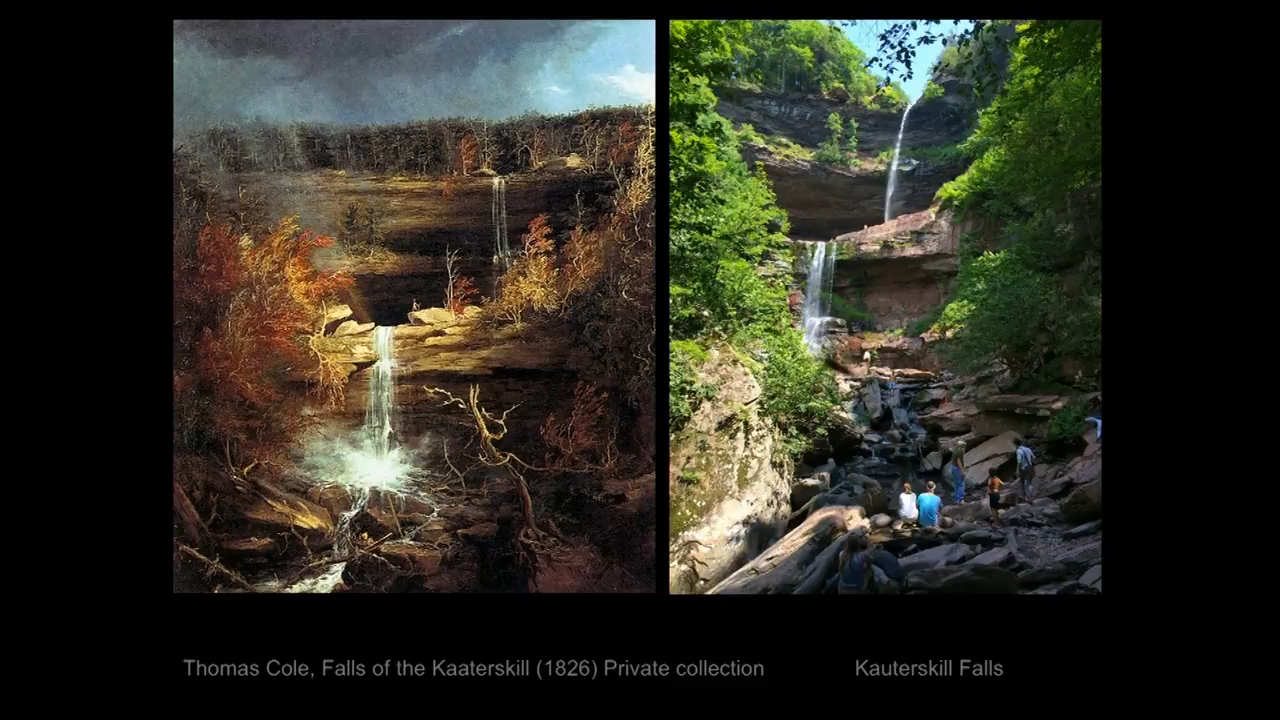 Thomas Cole, Falls of the Kaaterskill (1826) Private collection
Kauterskill Falls